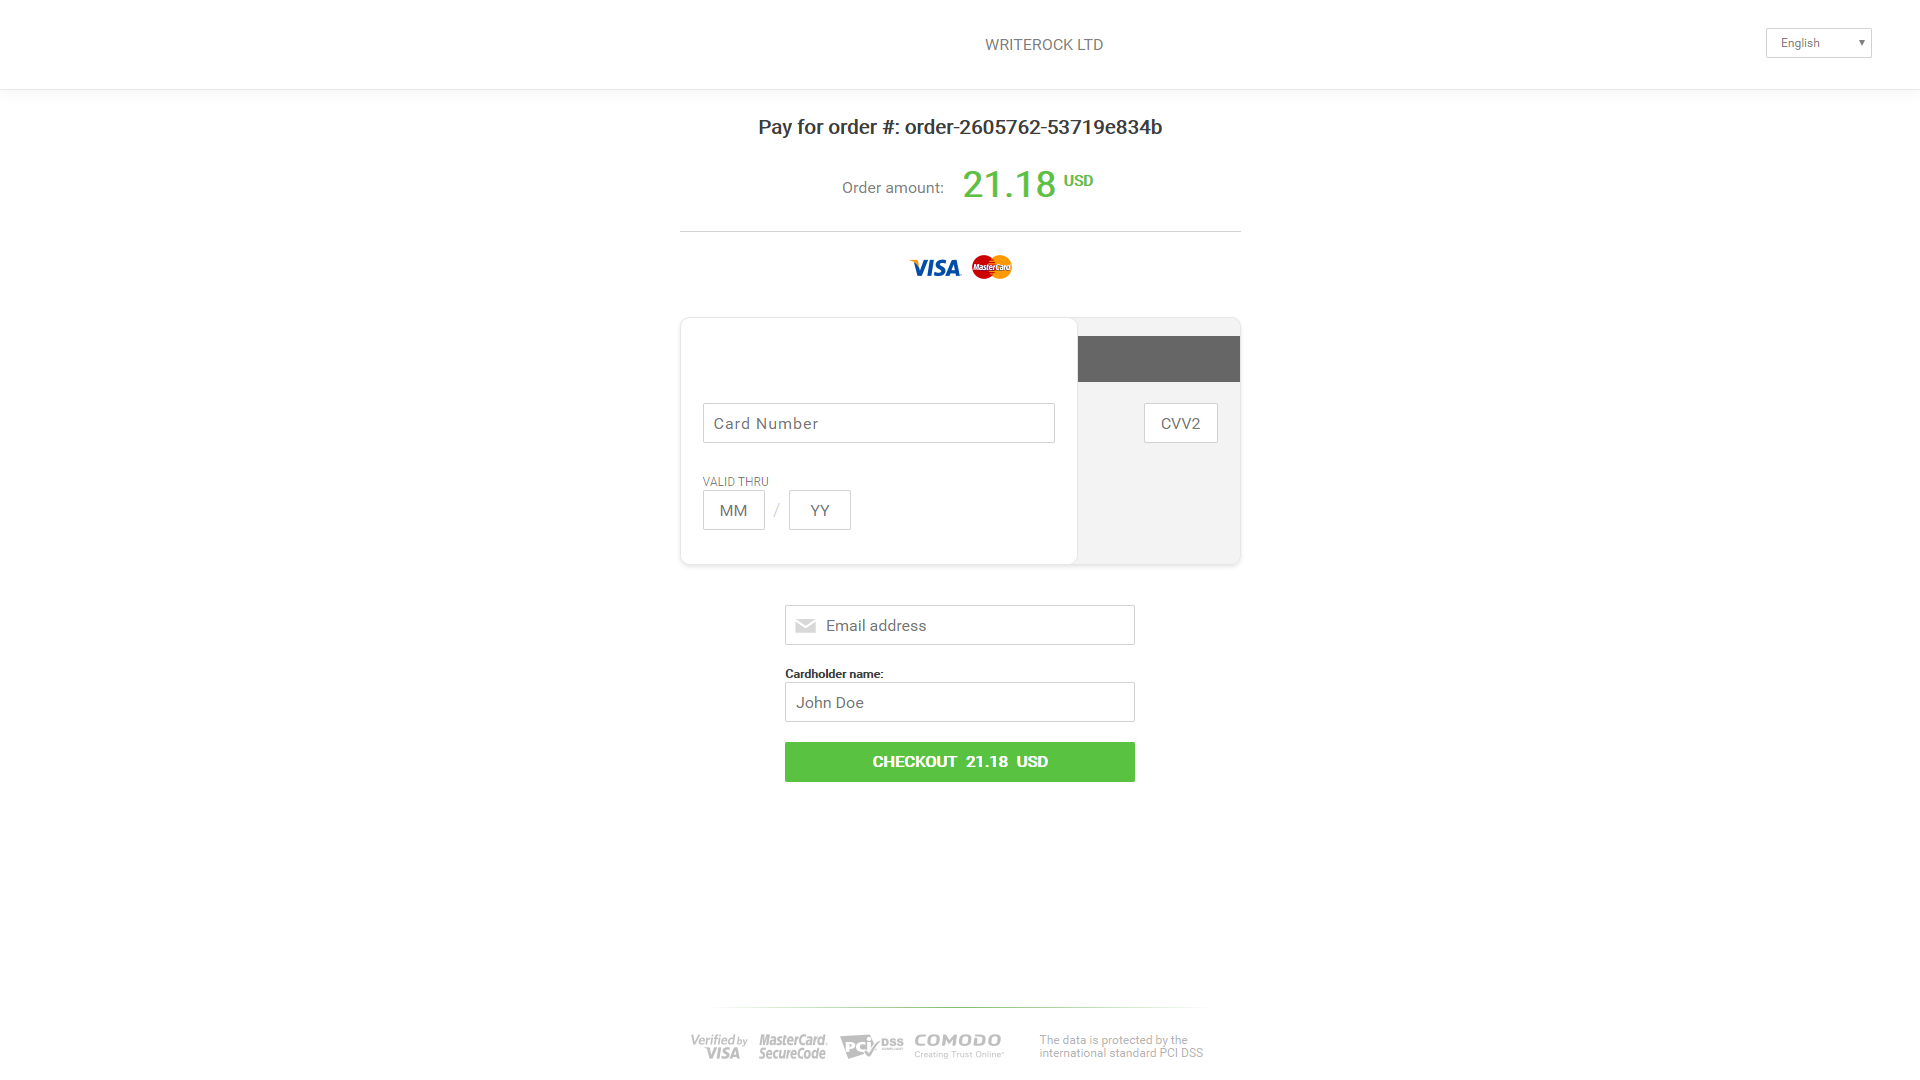 WRITEROCK LTD
English
Pay for order #: order-2605762-53719e834b
Order amount: 21.18 USD
VISA MasterCard
Card Number
CVV2
VALID THRU
MM / YY
Email address
Cardholder name:
John Doe
CHECKOUT 21.18 USD
Verified by VISA
MasterCard. SecureCode
PCI DSS
COMODO
Creating Trust Online
The data is protected by the
international standard PCI DSS